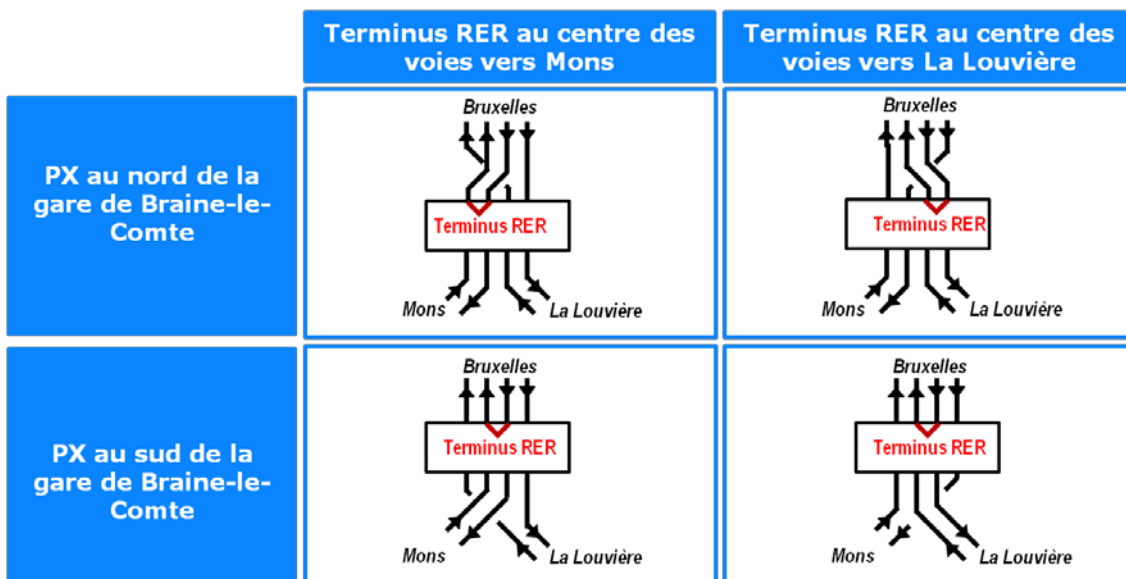 Terminus RER au centre des
voies vers Mons
Terminus RER au centre des
voies vers La Louvière
PX au nord de la
gare de Braine-le-
Comte
Bruxelles
Terminus RER
Mons
La Louvière
Bruxelles
Terminus RER
Mons
La Louvière
PX au sud de la
gare de Braine-le-
Comte
Bruxelles
Terminus RER
Mons
La Louvière
Bruxelles
Terminus RER
Mons
La Louvière